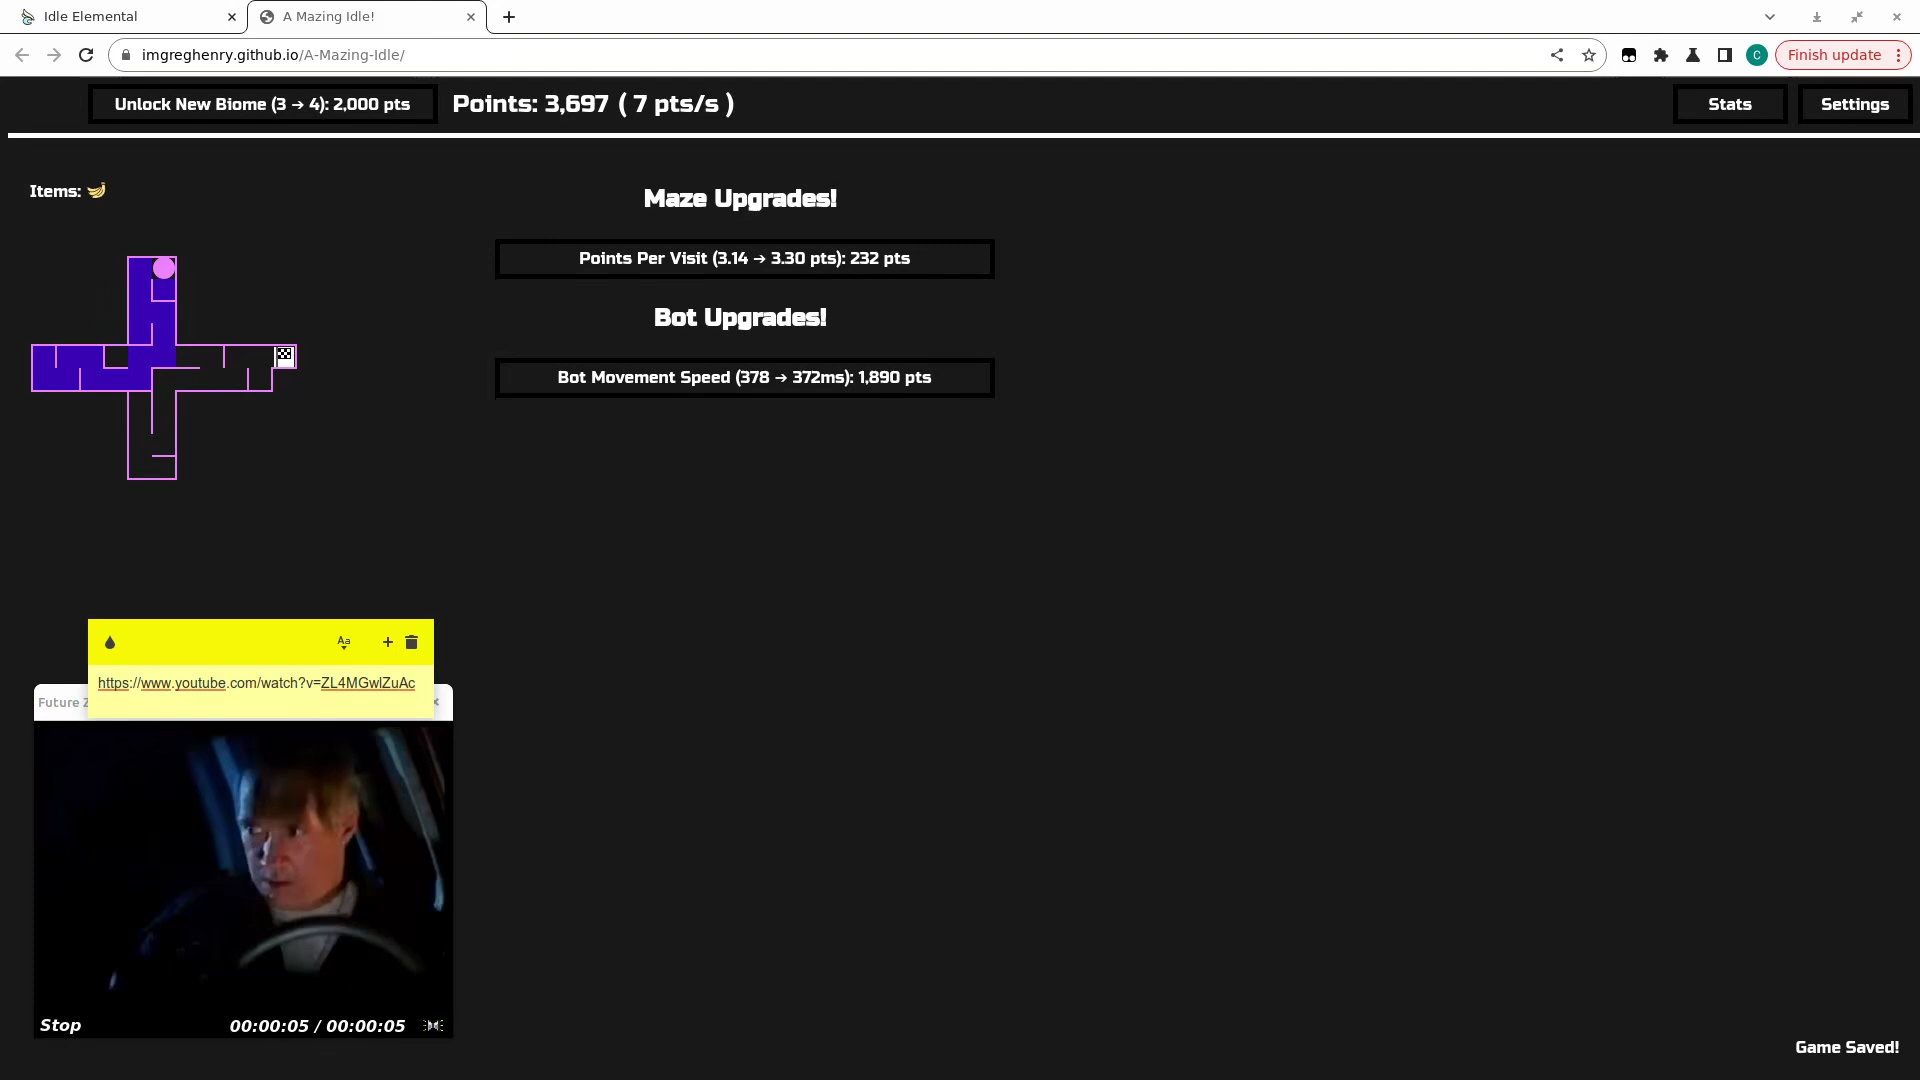 Idle Elemental
A Mazing Idle!
imgreghenry.github.io/A-Mazing-Idle/
C
Finish update
Unlock New Biome (3 → 4): 2,000 pts
Points: 3,697 ( 7 pts/s )
Stats
Settings
Items:
Maze Upgrades!
Points Per Visit (3.14 → 3.30 pts): 232 pts
Bot Upgrades!
Bot Movement Speed (378 → 372ms): 1,890 pts
Aa
https://www.youtube.com/watch?v=ZL4MGwlZuAc
Future
Stop
00:00:05 / 00:00:05
Game Saved!